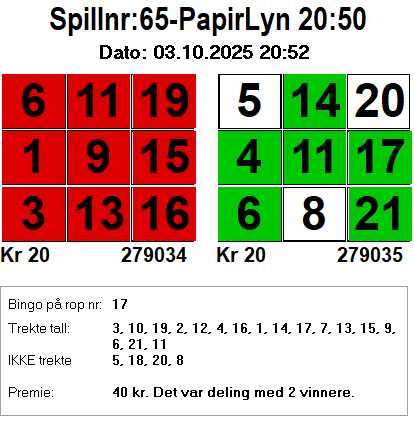 Spillnr:65-PapirLyn 20:50
Dato: 03.10.2025 20:52
6 11 19 5 14 20
1 9 15 4 11 17
3 13 16 6 8 21
Kr 20 279034 Kr 20 279035
Bingo på rop nr: 17
Trekte tall: 3, 10, 19, 2, 12, 4, 16, 1, 14, 17, 7, 13, 15, 9,
6, 21, 11
IKKE trekte 5, 18, 20, 8
Premie: 40 kr. Det var deling med 2 vinnere.